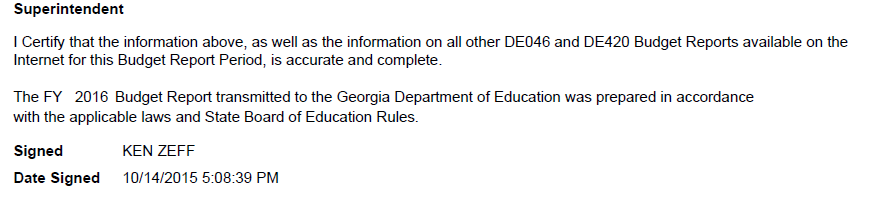 Superintendent
I Certify that the information above, as well as the information on all other DE046 and DE420 Budget Reports available on the
Internet for this Budget Report Period, is accurate and complete.
The FY 2016 Budget Report transmitted to the Georgia Department of Education was prepared in accordance
with the applicable laws and State Board of Education Rules.
Signed KEN ZEFF
Date Signed 10/14/2015 5:08:39 PM